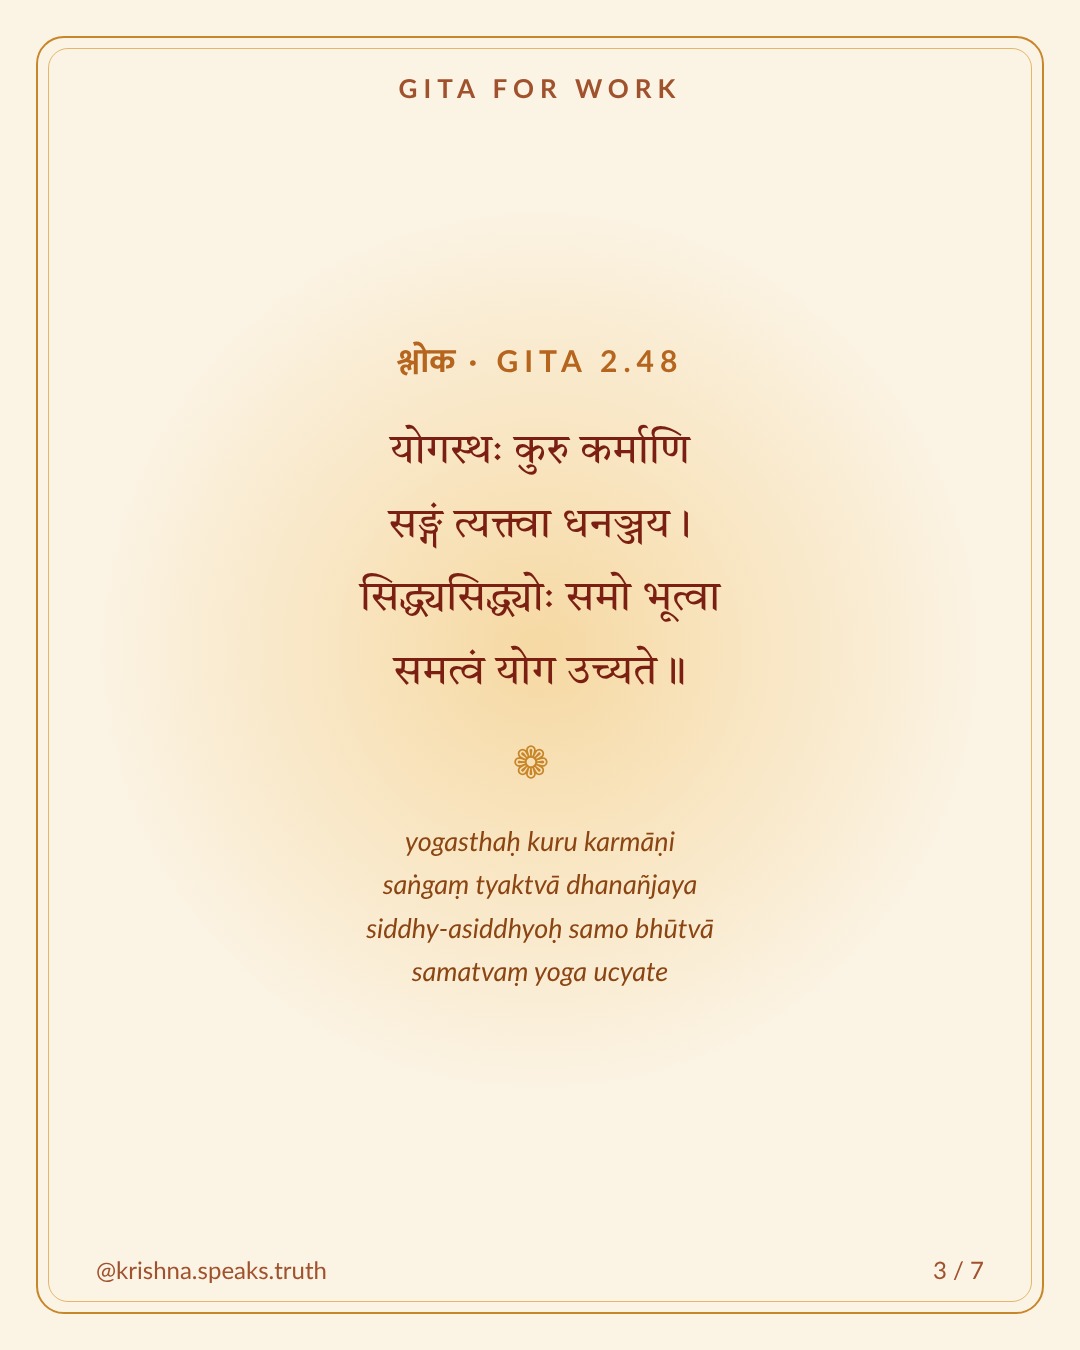 GITA FOR WORK
श्लोक · GITA 2.48
योगस्थः कुरु कर्माणि
सङ्गं त्यक्त्वा धनञ्जय।
सिद्ध्यसिद्ध्योः समो भूत्वा
समत्वं योग उच्यते॥
yogasthaḥ kuru karmāṇi
saṅgaṃ tyaktvā dhanañjaya
siddhy-asiddhyoḥ samo bhūtvā
samatvaṃ yoga ucyate
@krishna.speaks.truth
3 / 7